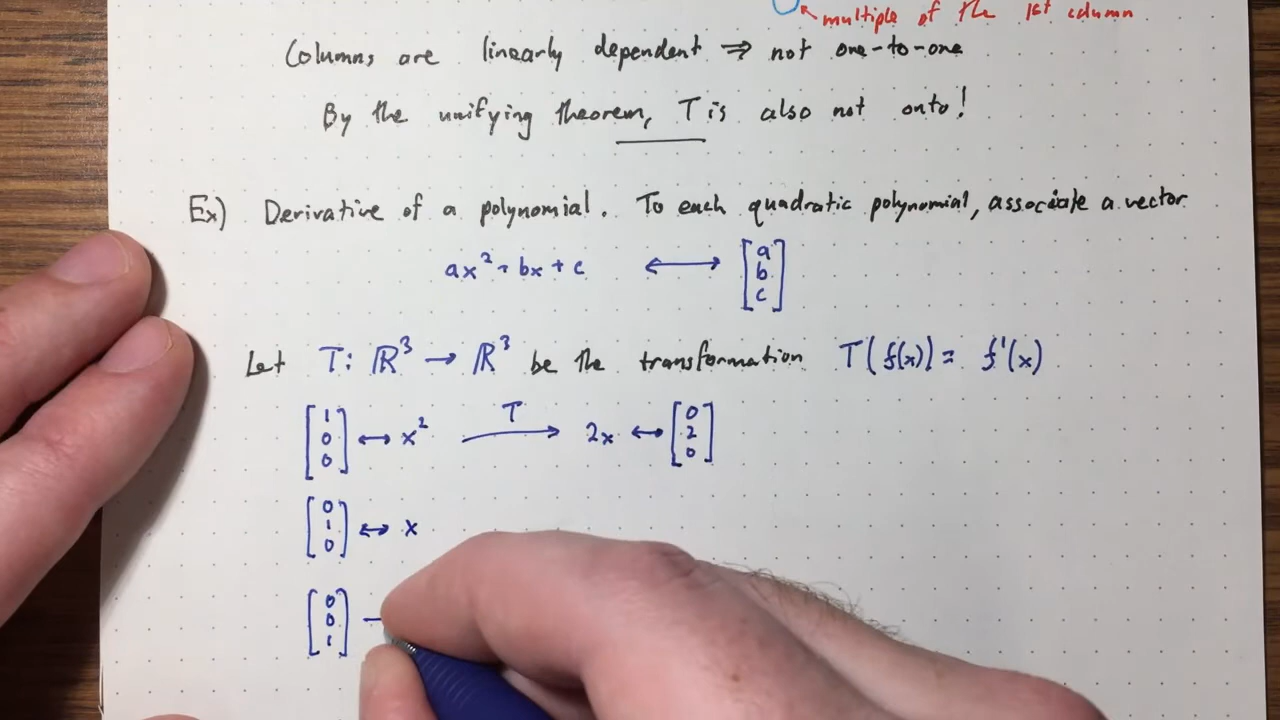 multiple of the 1st column
Columns are linearly dependent ⇒ not one-to-one
By the unifying theorem, T is also not onto!
Ex) Derivative of a polynomial. To each quadratic polynomial, associate a vector
ax² + bx + c ⟷ [a b c]
Let T: ℝ³ → ℝ³ be the transformation T(f(x)) = f'(x)
[1 0 0] ↔ x² T→ 2x ↔ [0 2 0]
[0 1 0] ↔ x
[0 0 1] –